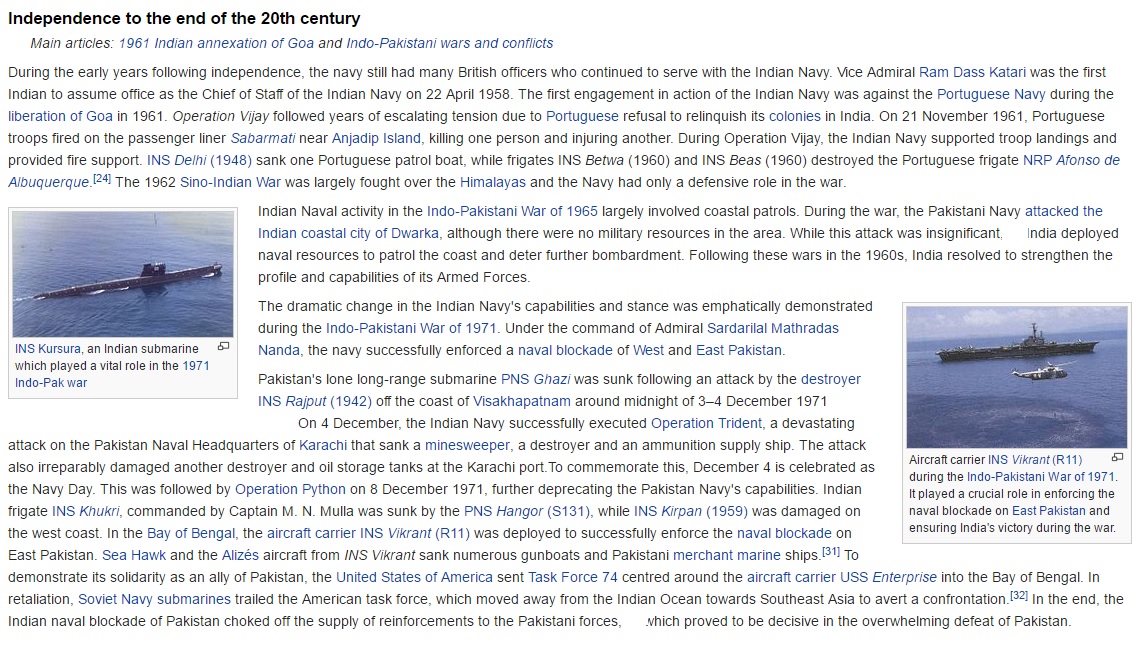 Independence to the end of the 20th century
Main articles: 1961 Indian annexation of Goa and Indo-Pakistani wars and conflicts
During the early years following independence, the navy still had many British officers who continued to serve with the Indian Navy. Vice Admiral Ram Dass Katari was the first
Indian to assume office as the Chief of Staff of the Indian Navy on 22 April 1958. The first engagement in action of the Indian Navy was against the Portuguese Navy during the
liberation of Goa in 1961. Operation Vijay followed years of escalating tension due to Portuguese refusal to relinquish its colonies in India. On 21 November 1961, Portuguese
troops fired on the passenger liner Sabarmati near Anjadip Island, killing one person and injuring another. During Operation Vijay, the Indian Navy supported troop landings and
provided fire support. INS Delhi (1948) sank one Portuguese patrol boat, while frigates INS Betwa (1960) and INS Beas (1960) destroyed the Portuguese frigate NRP Afonso de
Albuquerque.[24] The 1962 Sino-Indian War was largely fought over the Himalayas and the Navy had only a defensive role in the war.
Indian Naval activity in the Indo-Pakistani War of 1965 largely involved coastal patrols. During the war, the Pakistani Navy attacked the
Indian coastal city of Dwarka, although there were no military resources in the area. While this attack was insignificant, India deployed
naval resources to patrol the coast and deter further bombardment. Following these wars in the 1960s, India resolved to strengthen the
profile and capabilities of its Armed Forces.
INS Kursura, an Indian submarine
which played a vital role in the 1971
Indo-Pak war
The dramatic change in the Indian Navy's capabilities and stance was emphatically demonstrated
during the Indo-Pakistani War of 1971. Under the command of Admiral Sardarilal Mathradas
Nanda, the navy successfully enforced a naval blockade of West and East Pakistan.
Pakistan's lone long-range submarine PNS Ghazi was sunk following an attack by the destroyer
INS Rajput (1942) off the coast of Visakhapatnam around midnight of 3–4 December 1971
On 4 December, the Indian Navy successfully executed Operation Trident, a devastating
attack on the Pakistan Naval Headquarters of Karachi that sank a minesweeper, a destroyer and an ammunition supply ship. The attack
also irreparably damaged another destroyer and oil storage tanks at the Karachi port.To commemorate this, December 4 is celebrated as
the Navy Day. This was followed by Operation Python on 8 December 1971, further deprecating the Pakistan Navy's capabilities. Indian
frigate INS Khukri, commanded by Captain M. N. Mulla was sunk by the PNS Hangor (S131), while INS Kirpan (1959) was damaged on
the west coast. In the Bay of Bengal, the aircraft carrier INS Vikrant (R11) was deployed to successfully enforce the naval blockade on
East Pakistan. Sea Hawk and the Alizés aircraft from INS Vikrant sank numerous gunboats and Pakistani merchant marine ships.[31] To
demonstrate its solidarity as an ally of Pakistan, the United States of America sent Task Force 74 centred around the aircraft carrier USS Enterprise into the Bay of Bengal. In
retaliation, Soviet Navy submarines trailed the American task force, which moved away from the Indian Ocean towards Southeast Asia to avert a confrontation.[32] In the end, the
Indian naval blockade of Pakistan choked off the supply of reinforcements to the Pakistani forces, which proved to be decisive in the overwhelming defeat of Pakistan.
Aircraft carrier INS Vikrant (R11)
during the Indo-Pakistani War of 1971.
It played a crucial role in enforcing the
naval blockade on East Pakistan and
ensuring India's victory during the war.